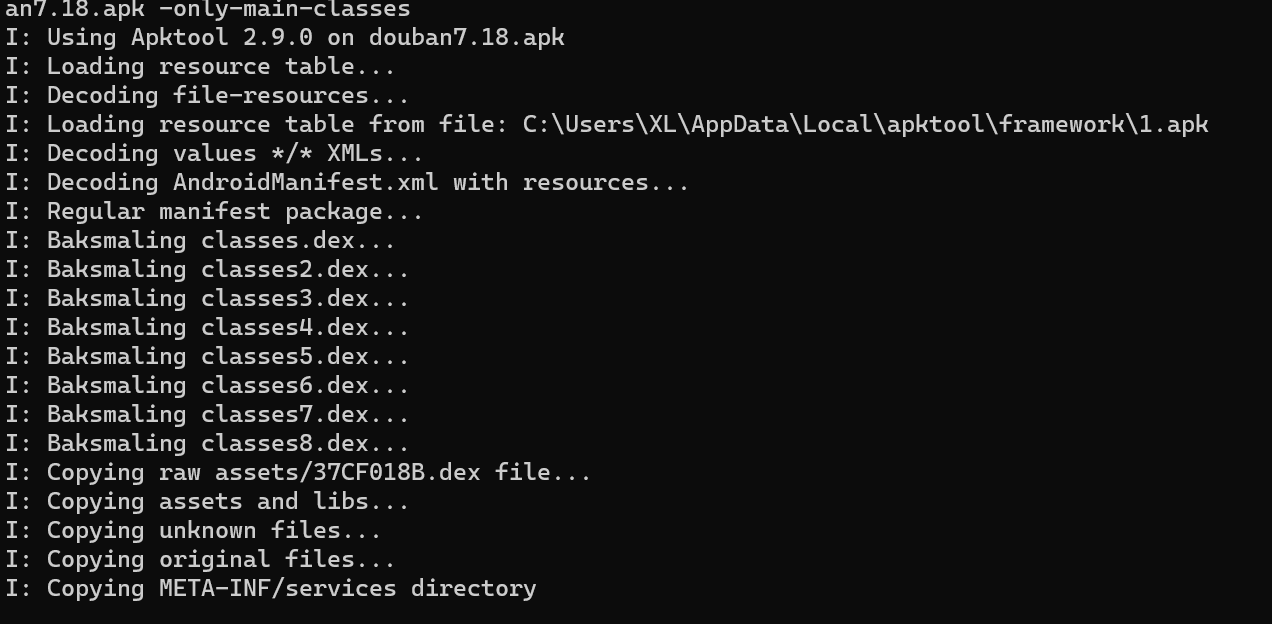 an7.18.apk -only-main-classes
I: Using Apktool 2.9.0 on douban7.18.apk
I: Loading resource table...
I: Decoding file-resources...
I: Loading resource table from file: C:\Users\XL\AppData\Local\apktool\framework\1.apk
I: Decoding values */* XMLs...
I: Decoding AndroidManifest.xml with resources...
I: Regular manifest package...
I: Baksmaling classes.dex...
I: Baksmaling classes2.dex...
I: Baksmaling classes3.dex...
I: Baksmaling classes4.dex...
I: Baksmaling classes5.dex...
I: Baksmaling classes6.dex...
I: Baksmaling classes7.dex...
I: Baksmaling classes8.dex...
I: Copying raw assets/37CF018B.dex file...
I: Copying assets and libs...
I: Copying unknown files...
I: Copying original files...
I: Copying META-INF/services directory